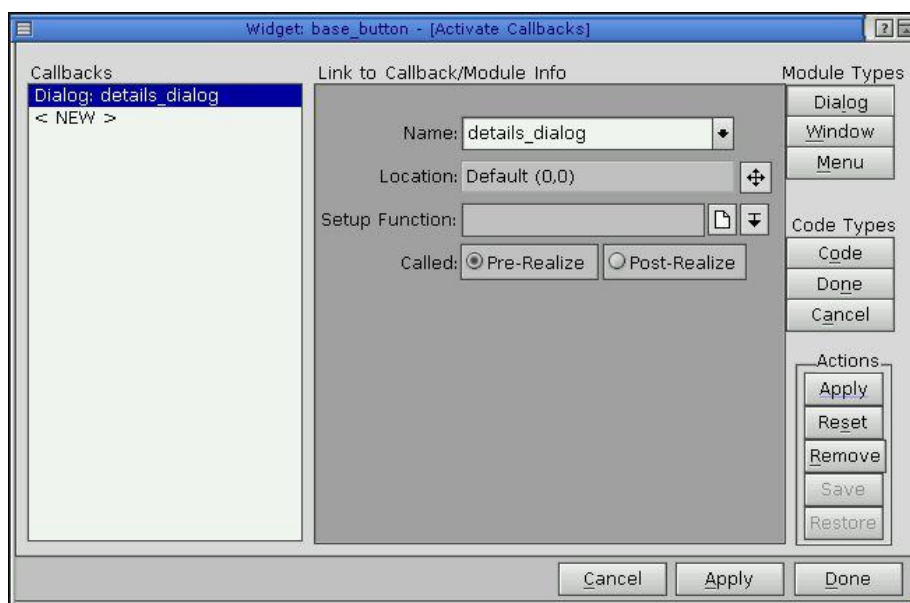 Widget: base_button - [Activate Callbacks]
?
Callbacks
Dialog: details_dialog
< NEW >
Link to Callback/Module Info
Name: details_dialog
Location: Default (0,0)
Setup Function:
Called: Pre-Realize Post-Realize
Module Types
Dialog
Window
Menu
Code Types
Code
Done
Cancel
Actions
Apply
Reset
Remove
Save
Restore
Cancel Apply Done